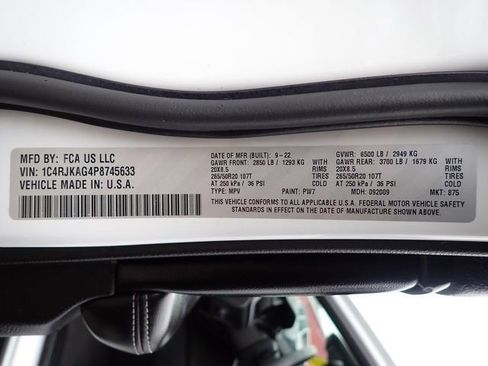 MFD BY: FCA US LLC
VIN: 1C4RJKAG4P8745633
VEHICLE MADE IN: U.S.A.
DATE OF MFR (BUILT): 9-22
GAWR FRONT: 2850 LB / 1293 KG WITH
20X8.5 RIMS
265/50R20 107T TIRES
AT 250 kPa / 36 PSI COLD
TYPE: MPV PAINT: PW7
GVWR: 6500 LB / 2949 KG
GAWR REAR: 3700 LB / 1679 KG WITH
20X8.5 RIMS
265/50R20 107T TIRES
AT 250 kPa / 36 PSI COLD
MDH: 092009 MKT: 875
THIS VEHICLE CONFORMS TO ALL APPLICABLE U.S.A. FEDERAL MOTOR VEHICLE SAFETY
STANDARDS IN EFFECT ON THE DATE OF MANUFACTURE SHOWN ABOVE.